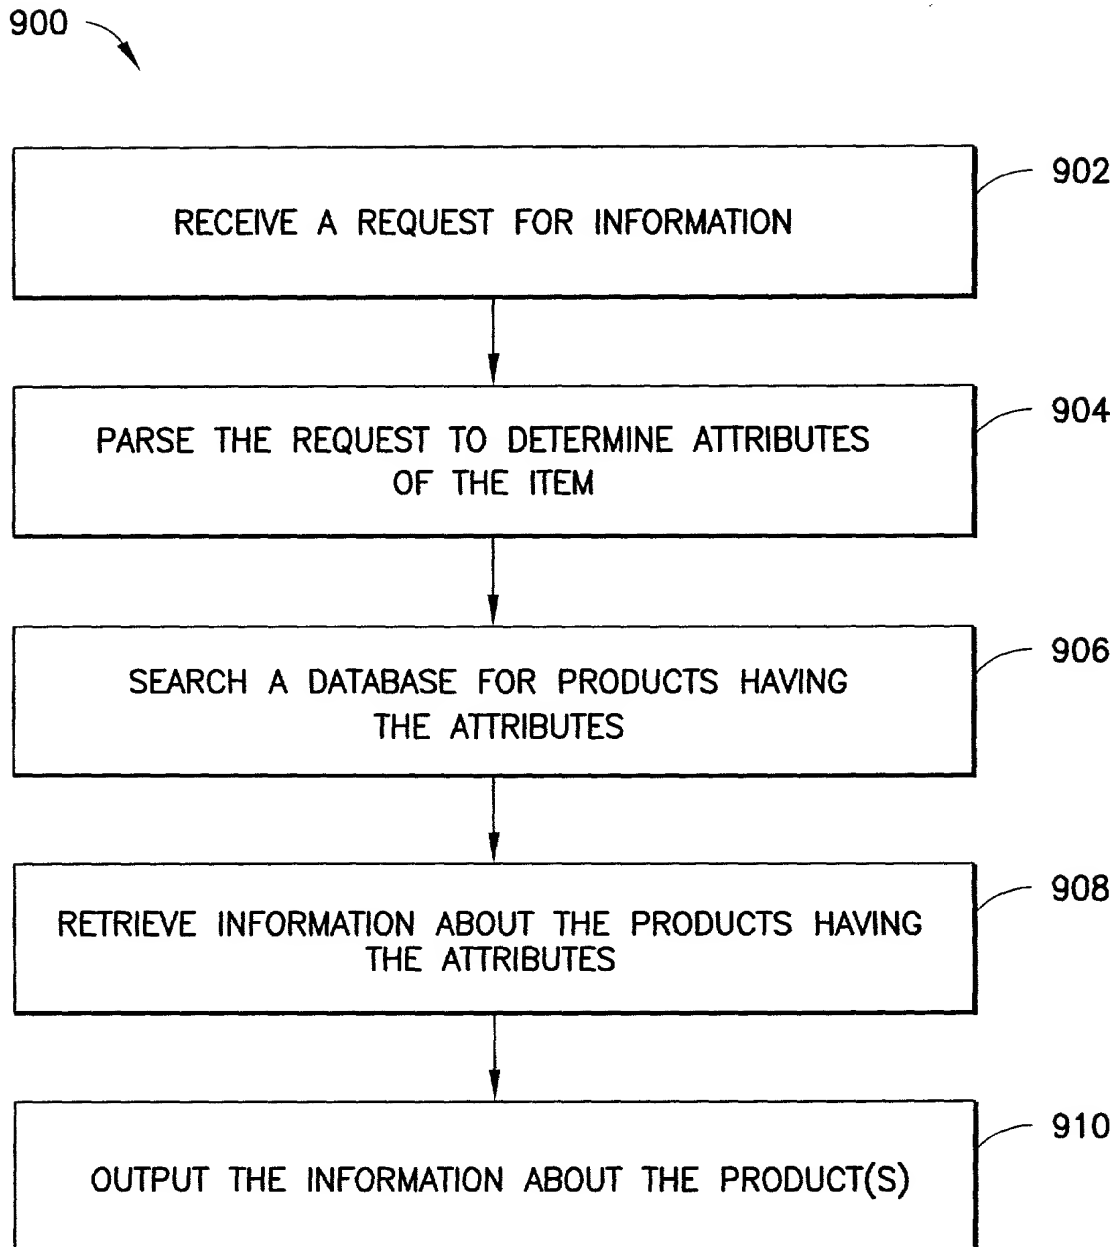 900
902
RECEIVE A REQUEST FOR INFORMATION
904
PARSE THE REQUEST TO DETERMINE ATTRIBUTES
OF THE ITEM
906
SEARCH A DATABASE FOR PRODUCTS HAVING
THE ATTRIBUTES
908
RETRIEVE INFORMATION ABOUT THE PRODUCTS HAVING
THE ATTRIBUTES
910
OUTPUT THE INFORMATION ABOUT THE PRODUCT(S)